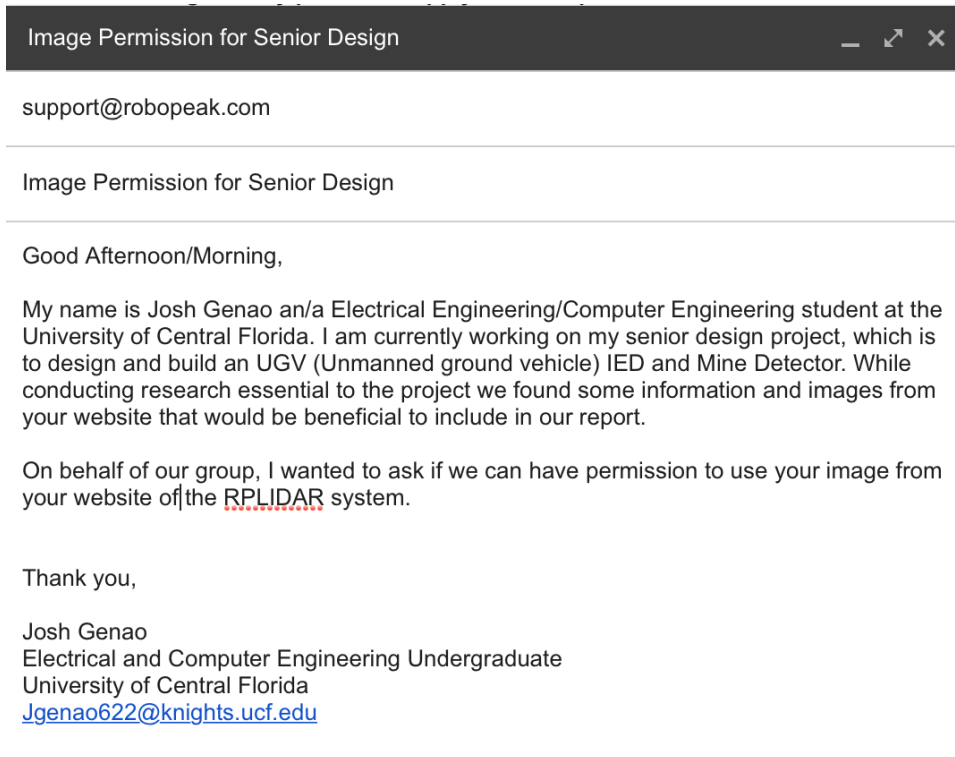 Image Permission for Senior Design
support@robopeak.com
Image Permission for Senior Design
Good Afternoon/Morning,
My name is Josh Genao an/a Electrical Engineering/Computer Engineering student at the
University of Central Florida. I am currently working on my senior design project, which is
to design and build an UGV (Unmanned ground vehicle) IED and Mine Detector. While
conducting research essential to the project we found some information and images from
your website that would be beneficial to include in our report.
On behalf of our group, I wanted to ask if we can have permission to use your image from
your website of the RPLIDAR system.
Thank you,
Josh Genao
Electrical and Computer Engineering Undergraduate
University of Central Florida
Jgenao622@knights.ucf.edu